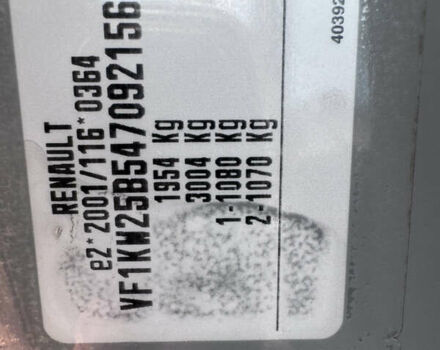 RENAULT
e2*2001/116*0364
VF1KW25B547092156
1954 Kg
3004 Kg
1-1080 Kg
2-1070 Kg
40392